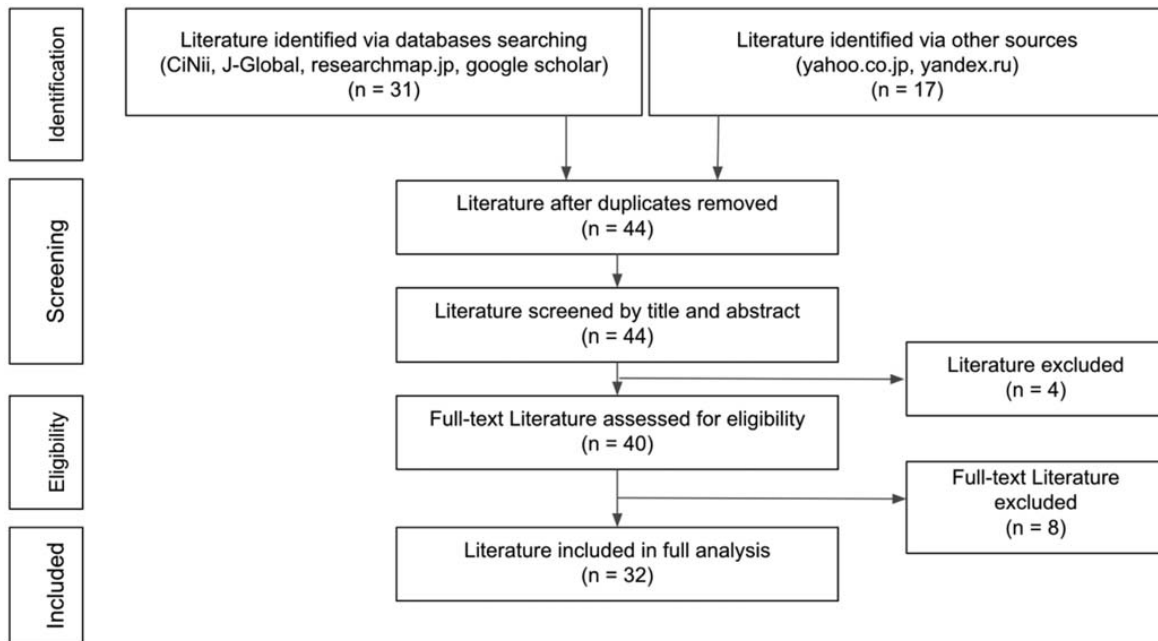 Identification
Literature identified via databases searching
(CiNii, J-Global, researchmap.jp, google scholar)
(n = 31)
Literature identified via other sources
(yahoo.co.jp, yandex.ru)
(n = 17)
Screening
Literature after duplicates removed
(n = 44)
Literature screened by title and abstract
(n = 44)
Literature excluded
(n = 4)
Eligibility
Full-text Literature assessed for eligibility
(n = 40)
Full-text Literature
excluded
(n = 8)
Included
Literature included in full analysis
(n = 32)